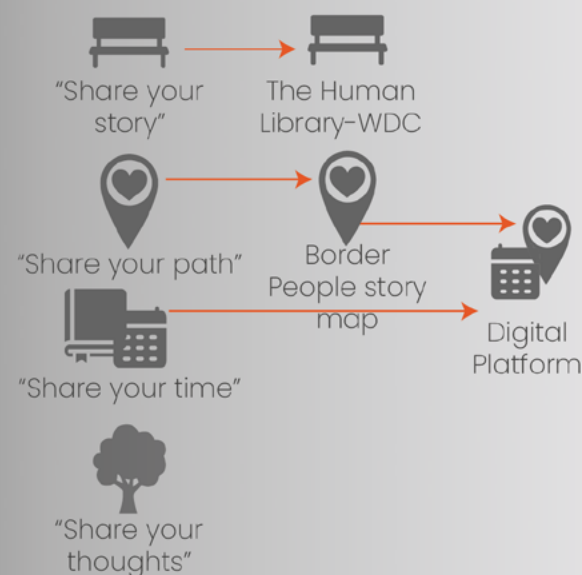 “Share your
story”
The Human
Library-WDC
“Share your path”
Border
People story
map
“Share your time”
Digital
Platform
“Share your
thoughts”